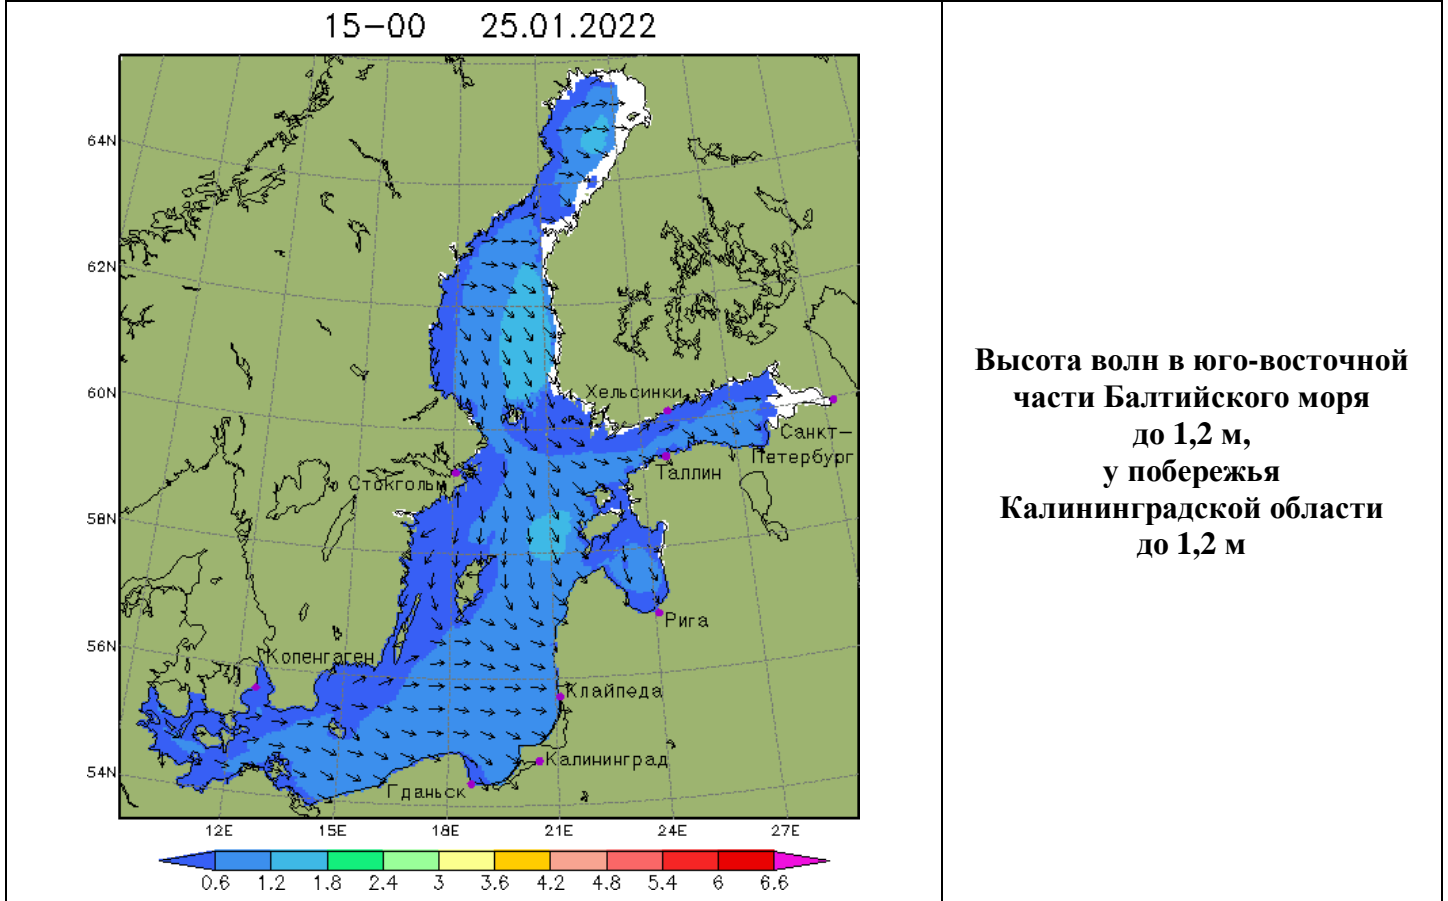 15-00 25.01.2022
64N
62N
60N
58N
56N
54N
Хельсинки
Санкт-
Петербург
Таллин
Стокгольм
Рига
Копенгаген
Клайпеда
Калининград
Гданьск
12E 15E 18E 21E 24E 27E
0.6 1.2 1.8 2.4 3 3.6 4.2 4.8 5.4 6 6.6
Высота волн в юго-восточной
части Балтийского моря
до 1,2 м,
у побережья
Калининградской области
до 1,2 м